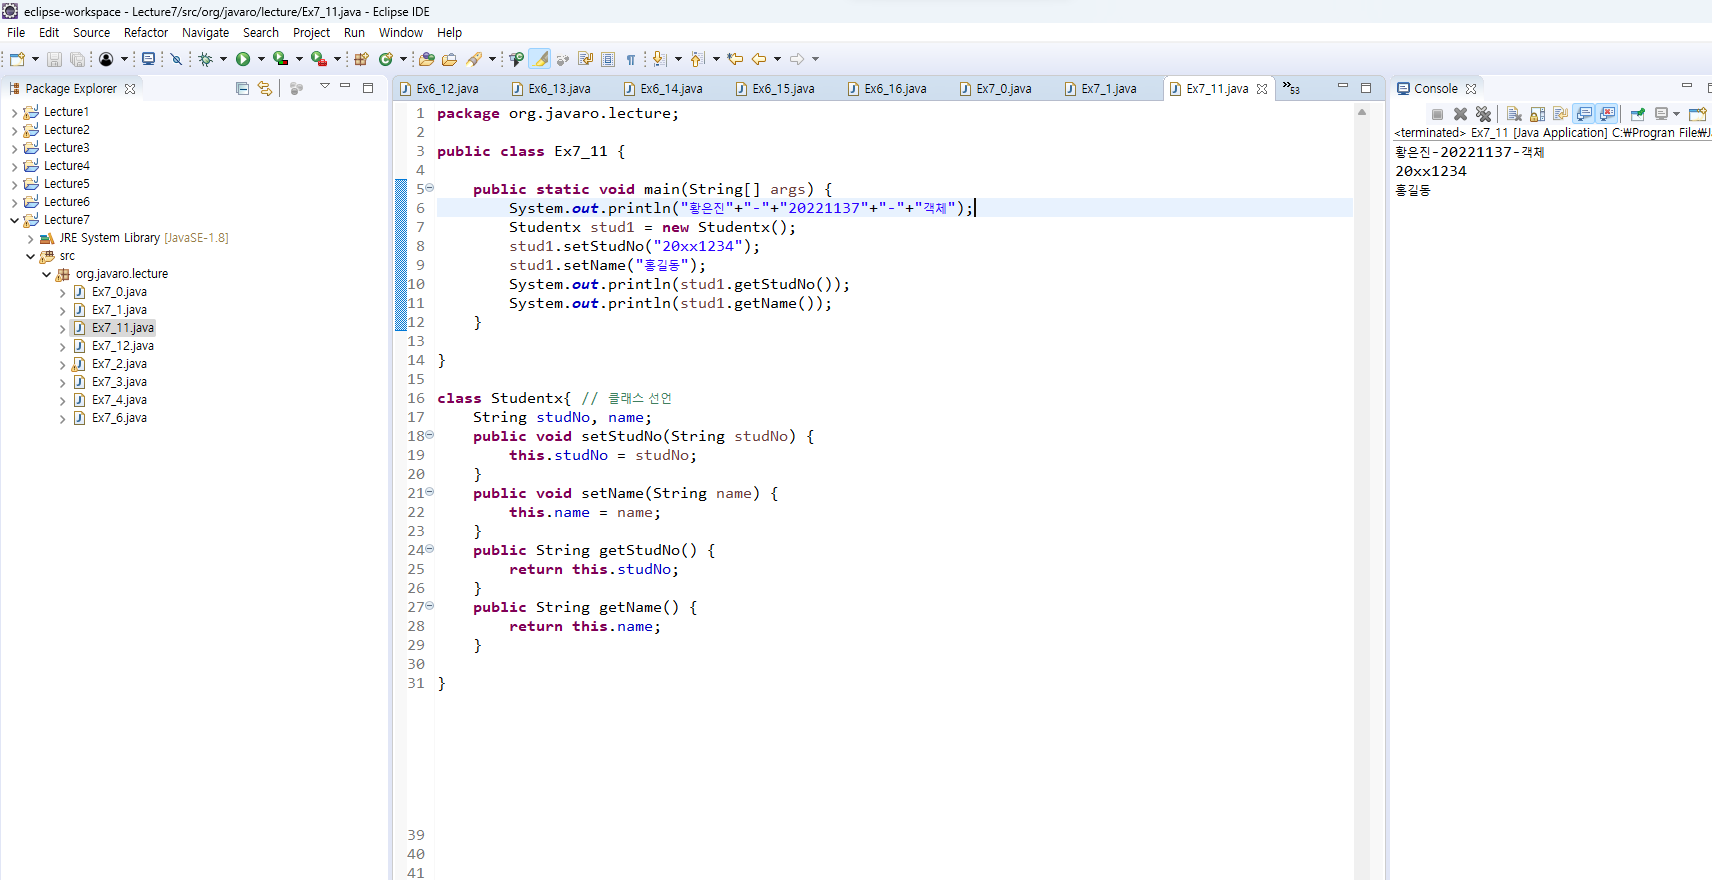 eclipse-workspace - Lecture7/src/org/javaro/lecture/Ex7_11.java - Eclipse IDE
File Edit Source Refactor Navigate Search Project Run Window Help
Package Explorer
Lecture1
Lecture2
Lecture3
Lecture4
Lecture5
Lecture6
Lecture7
JRE System Library [JavaSE-1.8]
src
org.javaro.lecture
Ex7_0.java
Ex7_1.java
Ex7_11.java
Ex7_12.java
Ex7_2.java
Ex7_3.java
Ex7_4.java
Ex7_6.java
Ex6_12.java Ex6_13.java Ex6_14.java Ex6_15.java Ex6_16.java Ex7_0.java Ex7_1.java Ex7_11.java »53
1 package org.javaro.lecture;
2
3 public class Ex7_11 {
4
5 public static void main(String[] args) {
6 System.out.println("황은진"+"-"+"20221137"+"-"+"객체");
7 Studentx stud1 = new Studentx();
8 stud1.setStudNo("20xx1234");
9 stud1.setName("홍길동");
10 System.out.println(stud1.getStudNo());
11 System.out.println(stud1.getName());
12 }
13
14 }
15
16 class Studentx{ // 클래스 선언
17 String studNo, name;
18 public void setStudNo(String studNo) {
19 this.studNo = studNo;
20 }
21 public void setName(String name) {
22 this.name = name;
23 }
24 public String getStudNo() {
25 return this.studNo;
26 }
27 public String getName() {
28 return this.name;
29 }
30
31 }
39
40
41
Console
<terminated> Ex7_11 [Java Application] C:₩Progran File₩J
황은진-20221137-객체
20xx1234
홍길동